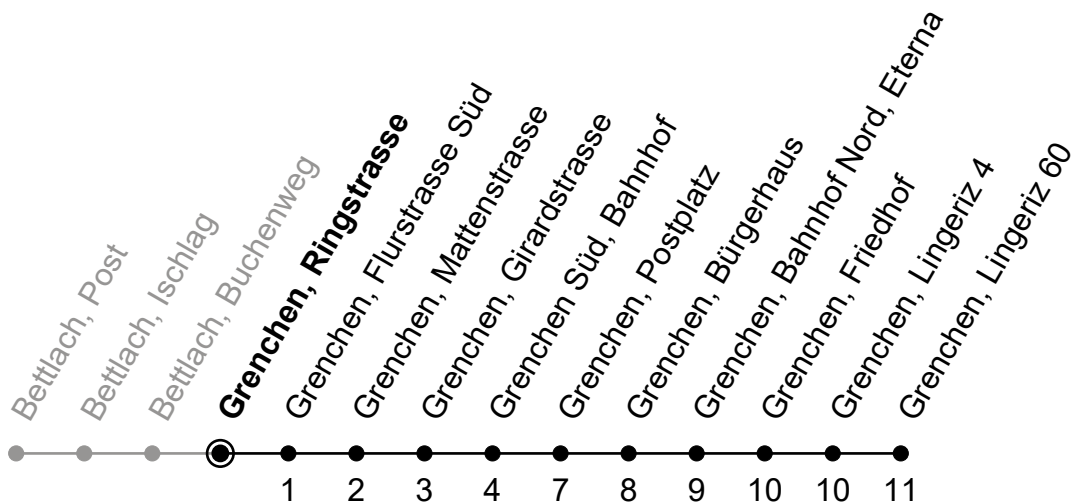 Bettlach, Post
Bettlach, Ischlag
Bettlach, Buchenweg
Grenchen, Ringstrasse
Grenchen, Flurstrasse Süd
Grenchen, Mattenstrasse
Grenchen, Girardstrasse
Grenchen Süd, Bahnhof
Grenchen, Postplatz
Grenchen, Bürgerhaus
Grenchen, Bahnhof Nord, Eterna
Grenchen, Friedhof
Grenchen, Lingeriz 4
Grenchen, Lingeriz 60
1 2 3 4 7 8 9 10 10 11